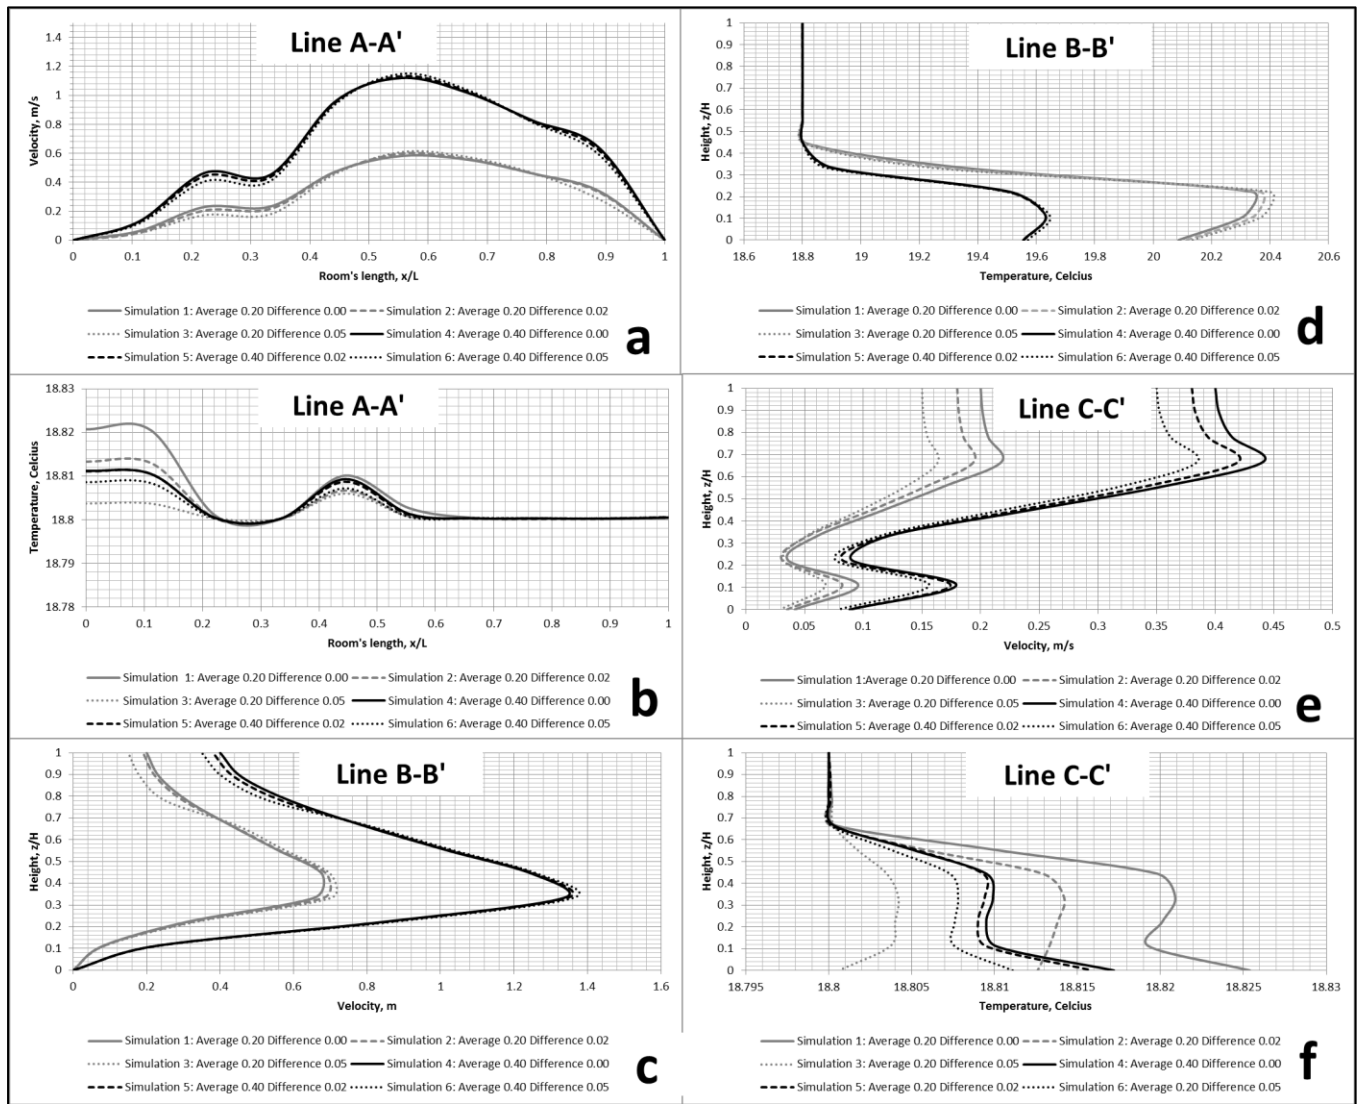 Line A-A'
Velocity, m/s
1.4
1.2
1
0.8
0.6
0.4
0.2
0
0 0.1 0.2 0.3 0.4 0.5 0.6 0.7 0.8 0.9 1
Room's length, x/L
Simulation 1: Average 0.20 Difference 0.00 Simulation 2: Average 0.20 Difference 0.02
Simulation 3: Average 0.20 Difference 0.05 Simulation 4: Average 0.40 Difference 0.00
Simulation 5: Average 0.40 Difference 0.02 Simulation 6: Average 0.40 Difference 0.05
a
Line B-B'
Height, z/H
1
0.9
0.8
0.7
0.6
0.5
0.4
0.3
0.2
0.1
0
18.6 18.8 19 19.2 19.4 19.6 19.8 20 20.2 20.4 20.6
Temperature, Celcius
Simulation 1: Average 0.20 Difference 0.00 Simulation 2: Average 0.20 Difference 0.02
Simulation 3: Average 0.20 Difference 0.05 Simulation 4: Average 0.40 Difference 0.00
Simulation 5: Average 0.40 Difference 0.02 Simulation 6: Average 0.40 Difference 0.05
d
Line A-A'
Temperature, Celcius
18.83
18.82
18.81
18.8
18.79
18.78
0 0.1 0.2 0.3 0.4 0.5 0.6 0.7 0.8 0.9 1
Room's length, x/L
Simulation 1: Average 0.20 Difference 0.00 Simulation 2: Average 0.20 Difference 0.02
Simulation 3: Average 0.20 Difference 0.05 Simulation 4: Average 0.40 Difference 0.00
Simulation 5: Average 0.40 Difference 0.02 Simulation 6: Average 0.40 Difference 0.05
b
Line C-C'
Height, z/H
1
0.9
0.8
0.7
0.6
0.5
0.4
0.3
0.2
0.1
0
0 0.05 0.1 0.15 0.2 0.25 0.3 0.35 0.4 0.45 0.5
Velocity, m/s
Simulation 1:Average 0.20 Difference 0.00 Simulation 2: Average 0.20 Difference 0.02
Simulation 3: Average 0.20 Difference 0.05 Simulation 4: Average 0.40 Difference 0.00
Simulation 5: Average 0.40 Difference 0.02 Simulation 6: Average 0.40 Difference 0.05
e
Line B-B'
Height, z/H
1
0.9
0.8
0.7
0.6
0.5
0.4
0.3
0.2
0.1
0
0 0.2 0.4 0.6 0.8 1 1.2 1.4 1.6
Velocity, m
Simulation 1: Average 0.20 Difference 0.00 Simulation 2: Average 0.20 Difference 0.02
Simulation 3: Average 0.20 Difference 0.05 Simulation 4: Average 0.40 Difference 0.00
Simulation 5: Average 0.40 Difference 0.02 Simulation 6: Average 0.40 Difference 0.05
c
Line C-C'
Height, z/H
1
0.9
0.8
0.7
0.6
0.5
0.4
0.3
0.2
0.1
0
18.795 18.8 18.805 18.81 18.815 18.82 18.825 18.83
Temperature, Celcius
Simulation 1: Average 0.20 Difference 0.00 Simulation 2: Average 0.20 Difference 0.02
Simulation 3: Average 0.20 Difference 0.05 Simulation 4: Average 0.40 Difference 0.00
Simulation 5: Average 0.20 Difference 0.02 Simulation 6: Average 0.20 Difference 0.05
f